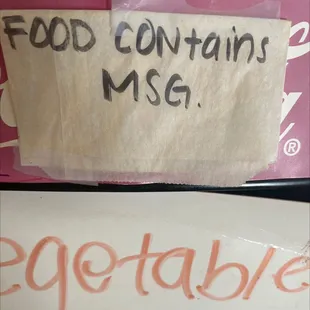 FOOD CONtains
MSG.
®
egetable